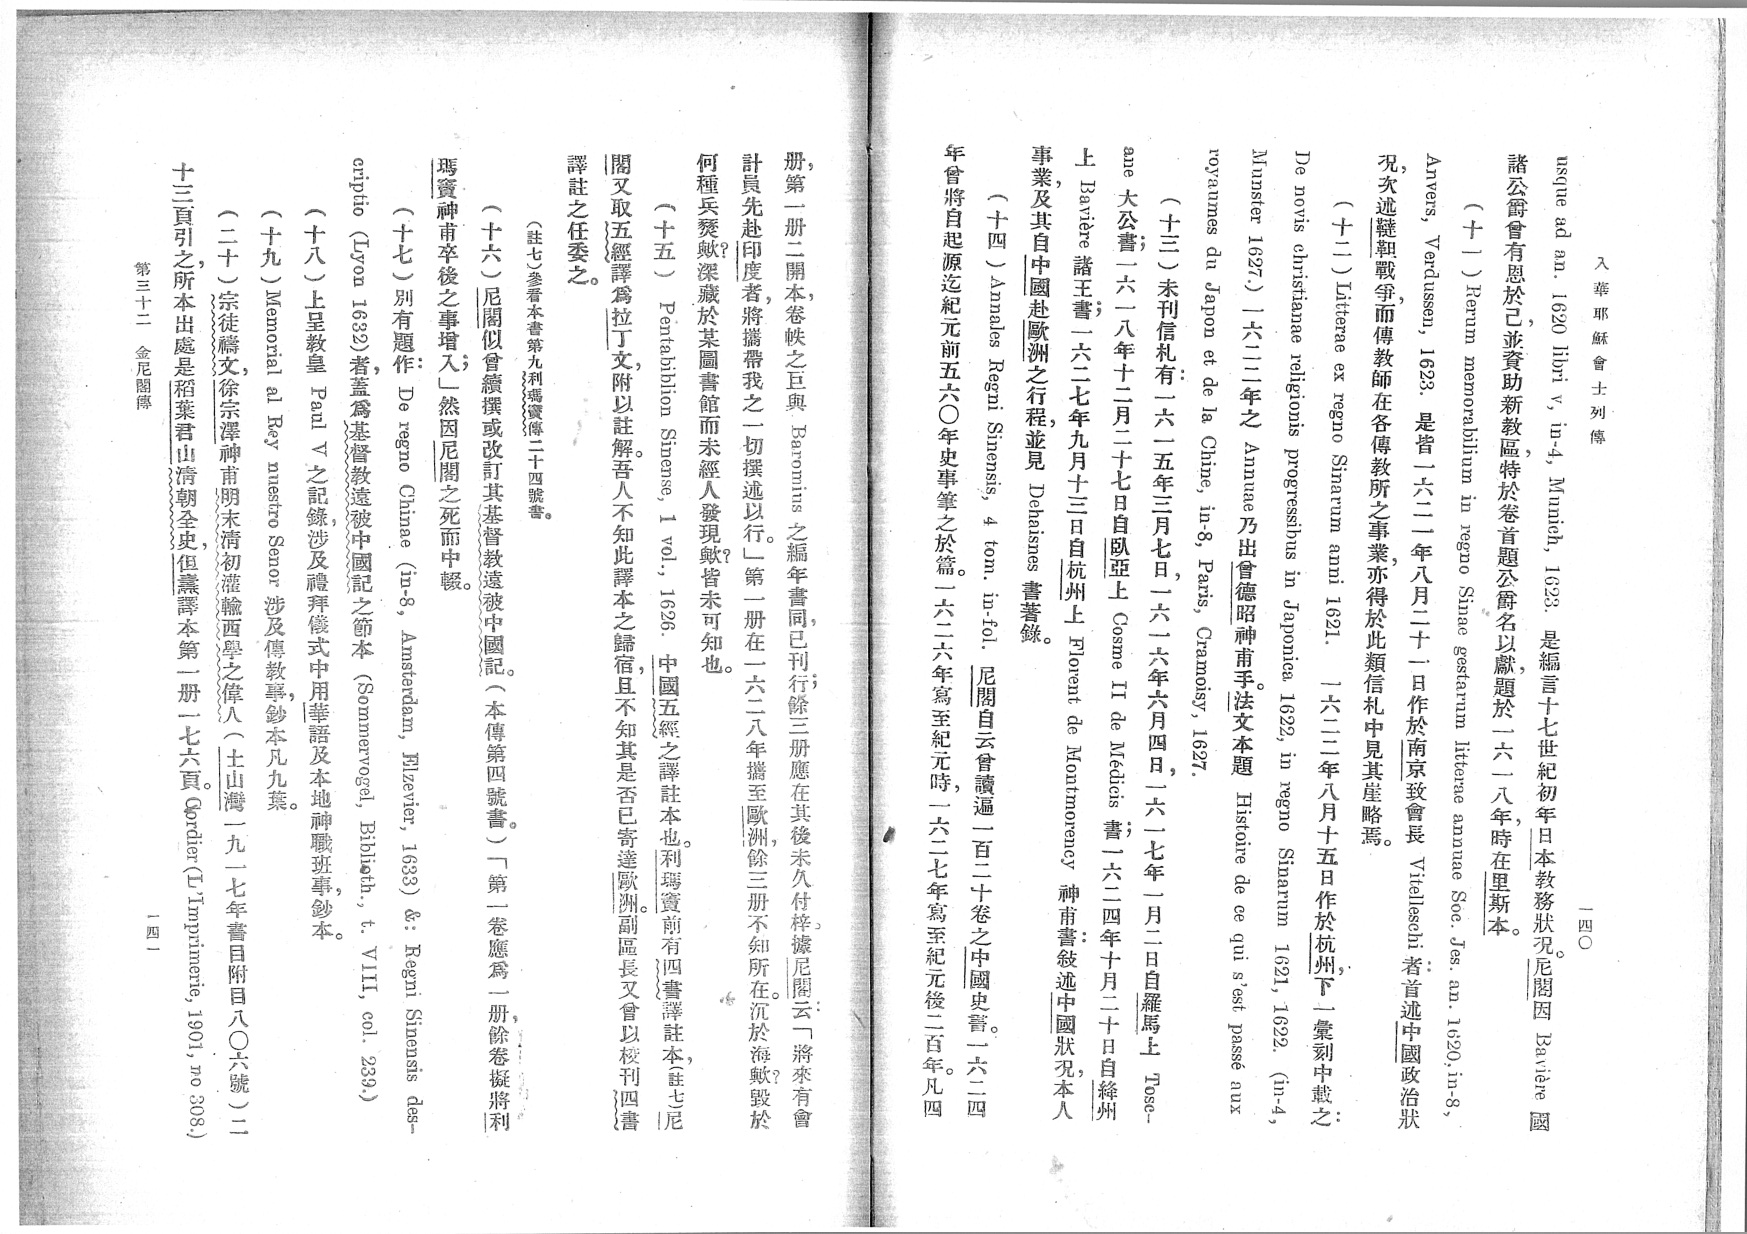 入華耶穌會士列傳
一四〇
usque ad an. 1620 libri v, in-4, Munich, 1623. 是編言十七世紀初年日本教務狀況。尼閣因 Bavière 國
諸公爵曾有恩於己，並資助新教區，特於卷首題公爵名以獻，題於一六一八年，時在里斯本。
（十一）Rerum memorabilium in regno Sinae gestarum litterae annuae Soc. Jes. an. 1620, in-8,
Anvers, Verdussen, 1623. 是皆一六二一年八月二十一日作於南京致會長 Vitelleschi 者：首述中國政治狀
況，次述韃靼戰爭，而傳教師在各傳教所之事業，亦得於此類信札中見其崖略焉。
（十二）Litterae ex regno Sinarum anni 1621. 一六二二年八月十五日作於杭州，下一彙刻中載之：
De novis christianae religionis progressibus in Japonica 1622, in regno Sinarum 1621, 1622. (in-4,
Munster 1627.) 一六二二年之 Annuae 乃出曾德昭神甫手。法文本題 Histoire de ce qui s'est passé aux
royaumes du Japon et de la Chine, in-8, Paris, Cramoisy, 1627.
（十三）未刊信札有：一六一五年三月七日，一六一六年六月四日，一六一七年一月二日自羅馬上 Tosc-
ane 大公書；一六一八年十二月二十七日自臥亞上 Cosme II de Médicis 書；一六二四年十月二十日自絳州
上 Bavière 諸王書；一六二七年九月十三日自杭州上 Florent de Montmorency 神甫書：敍述中國狀況，本人
事業，及其自中國赴歐洲之行程，並見 Dehaisnes 書著錄。
（十四）Annales Regni Sinensis, 4 tom. in-fol. 尼閣自云曾讀遍一百二十卷之中國史書。一六二四
年曾將自起源迄紀元前五六〇年史事筆之於篇。一六二六年寫至紀元時，一六二七年寫至紀元後二百年。凡四
册，第一册二開本，卷帙之巨與 Baromius 之編年書同，已刊行；餘三册應在其後未久付梓。據尼閣云：「將來有會
計員先赴印度者，將攜帶我之一切撰述以行。」第一册在一六二八年攜至歐洲，餘三册不知所在。沉於海歟？毀於
何種兵燹歟？深藏於某圖書館而未經人發現歟？皆未可知也。
（十五）Pentabiblion Sinense, 1 vol., 1626. 中國五經之譯註本也。利瑪竇前有四書譯註本，（註七）尼
閣又取五經譯爲拉丁文，附以註解。吾人不知此譯本之歸宿，且不知其是否已寄達歐洲。副區長又曾以校刊四書
譯註之任委之。
（註七）參看本書第九利瑪竇傳二十四號書。
（十六）尼閣似曾續撰或改訂其基督教遠被中國記。（本傳第四號書。）「第一卷應爲一册，餘卷擬將利
瑪竇神甫卒後之事增入；」然因尼閣之死而中輟。
（十七）別有題作：De regno Chinae (in-8, Amsterdam, Elzevier, 1633) &: Regni Sinensis des-
criptio (Lyon 1632)者，蓋爲基督教遠被中國記之節本 (Sommervogel, Biblioth., t. VIII, col. 239.)
（十八）上呈教皇 Paul V 之記錄，涉及禮拜儀式中用華語及本地神職班事，鈔本。
（十九）Memorial al Rey nuestro Senor 涉及傳教事，鈔本凡九葉。
（二十）宗徒禱文，徐宗澤神甫明末清初灌輸西學之偉人（土山灣一九一七年書目附目八〇六號）二
十三頁引，之所本出處是稻葉君山清朝全史，但燾譯本第一册一七六頁。Cordier (L'Imprimerie, 1901, no 308.)
第三十二　金尼閣傳
一四一